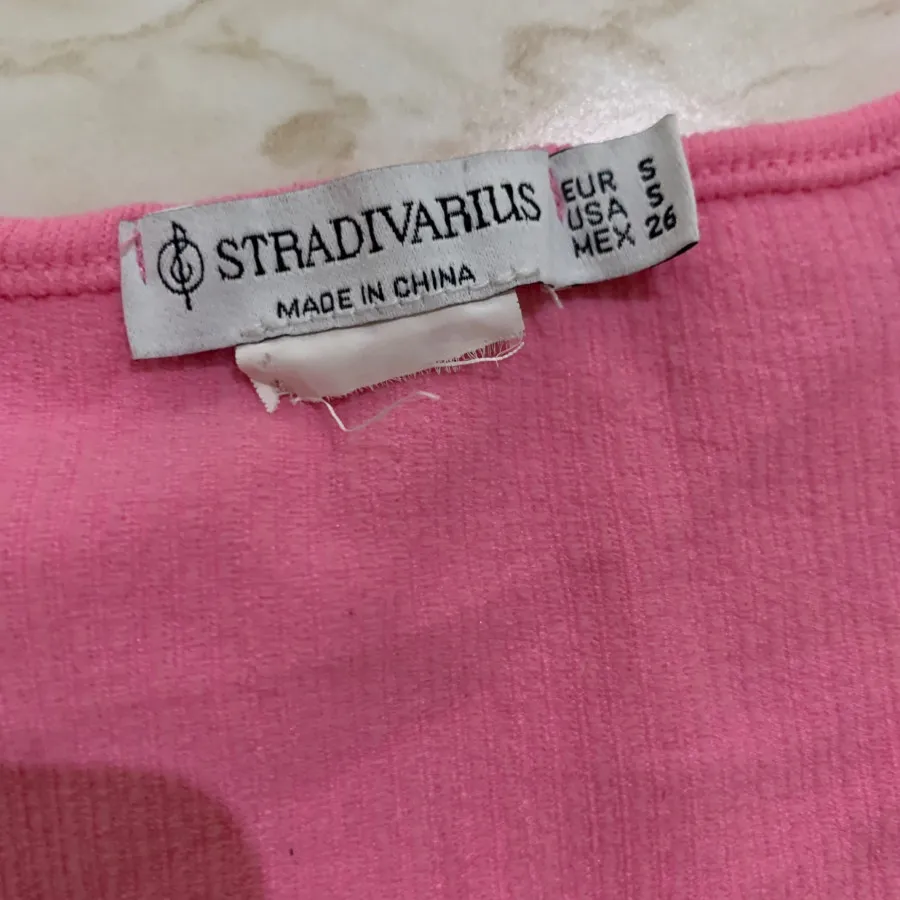 STRADIVARIUS
MADE IN CHINA
EUR S
USA S
MEX 26